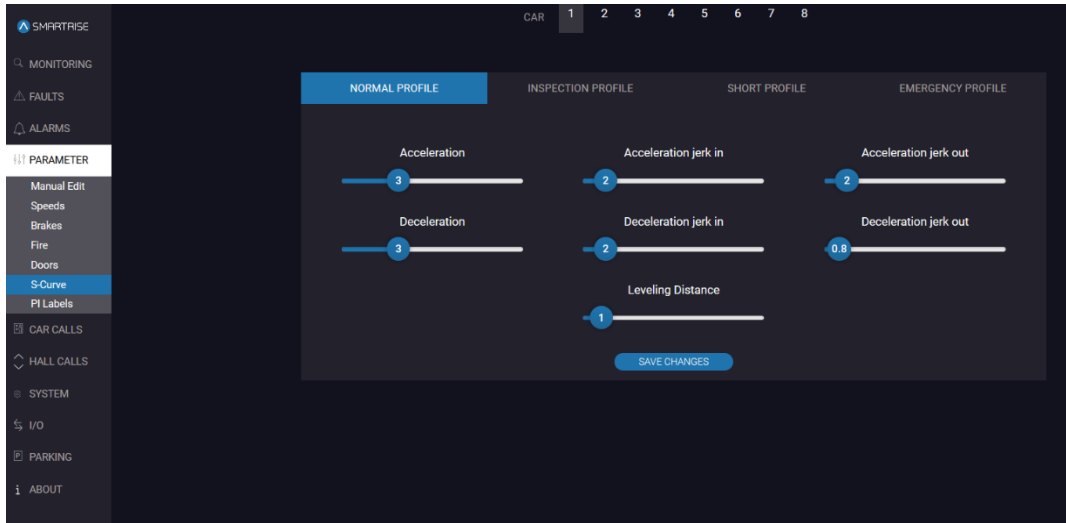 SMARTRISE
CAR 1 2 3 4 5 6 7 8
MONITORING
FAULTS
ALARMS
PARAMETER
Manual Edit
Speeds
Brakes
Fire
Doors
S-Curve
PI Labels
CAR CALLS
HALL CALLS
SYSTEM
I/O
P PARKING
i ABOUT
NORMAL PROFILE INSPECTION PROFILE SHORT PROFILE EMERGENCY PROFILE
Acceleration Acceleration jerk in Acceleration jerk out
3 2 2
Deceleration Deceleration jerk in Deceleration jerk out
3 2 0.8
Leveling Distance
1
SAVE CHANGES